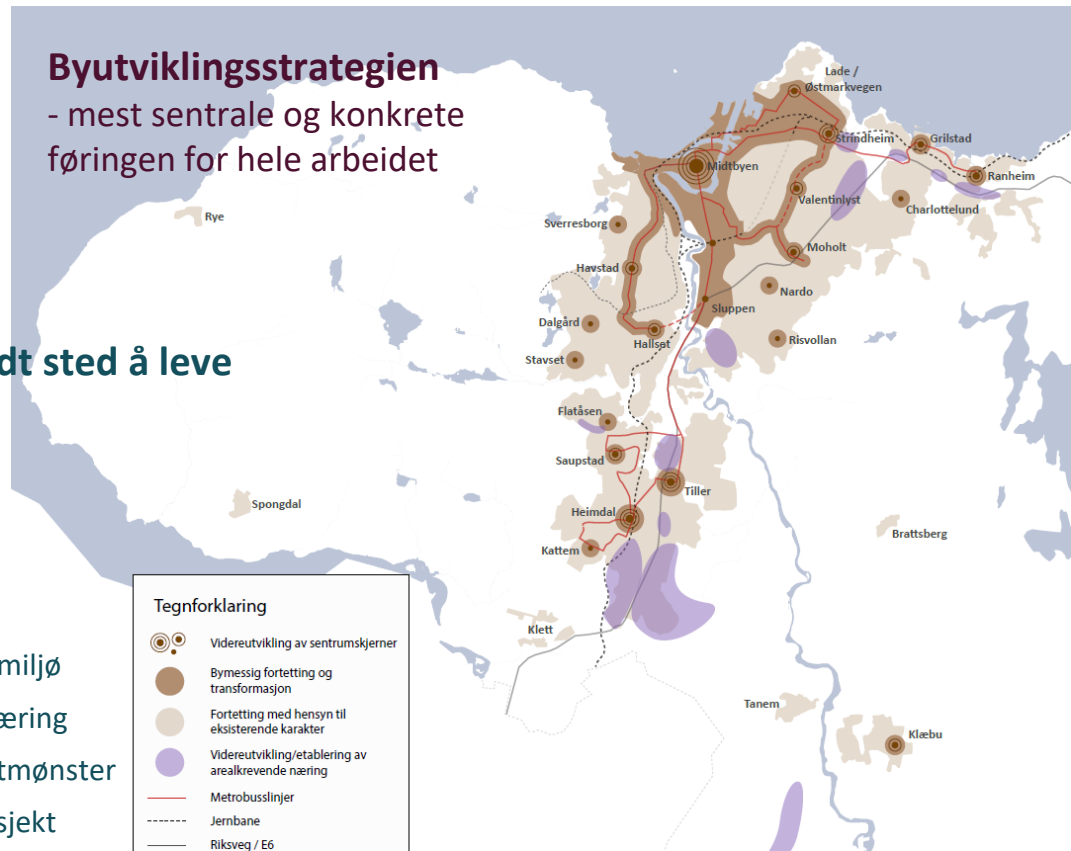 Byutviklingsstrategien
- mest sentrale og konkrete
føringen for hele arbeidet
dt sted å leve
miljø
æring
tmønster
sjekt
Lade /
Østmarkvegen
Strindheim
Grilstad
Ranheim
Midtbyen
Valentinlyst
Charlottelund
Rye
Sverresborg
Moholt
Havstad
Nardo
Sluppen
Dalgård
Hallset
Risvollan
Stavset
Flatåsen
Saupstad
Tiller
Heimdal
Spongdal
Brattsberg
Kattem
Klett
Tanem
Klæbu
Tegnforklaring
Videreutvikling av sentrumskjerner
Bymessig fortetting og
transformasjon
Fortetting med hensyn til
eksisterende karakter
Videreutvikling/etablering av
arealkrevende næring
Metrobusslinjer
Jernbane
Riksveg / E6